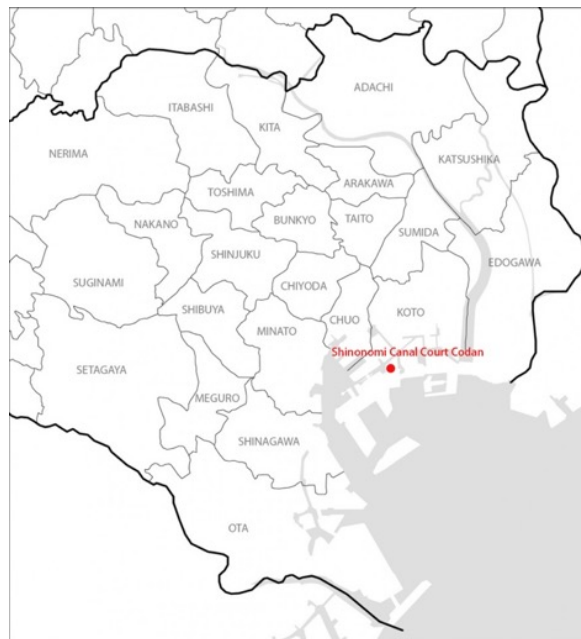 ADACHI
ITABASHI
KITA
NERIMA
KATSUSHIKA
ARAKAWA
TOSHIMA
NAKANO
BUNKYO
TAITO
SUMIDA
SHINJUKU
EDOGAWA
SUGINAMI
CHIYODA
SHIBUYA
KOTO
CHUO
MINATO
Shinonomi Canal Court Codan
SETAGAYA
MEGURO
SHINAGAWA
OTA